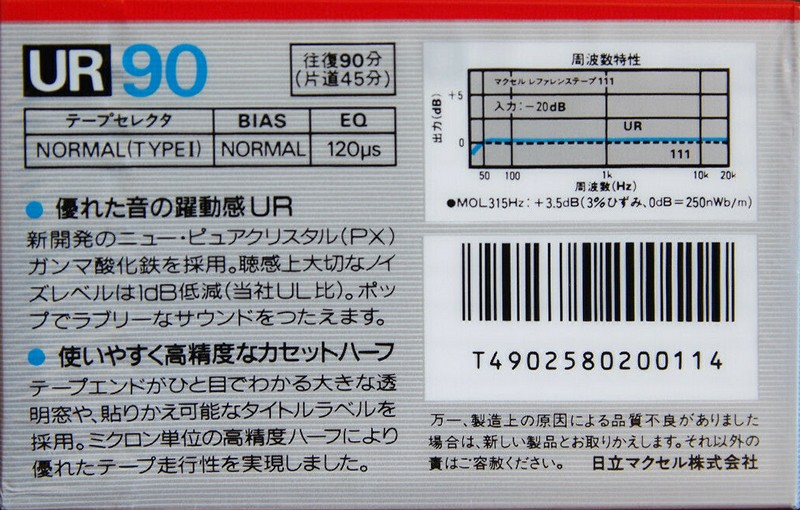 UR 90
往復90分
(片道45分)
テープセレクタ BIAS EQ
NORMAL(TYPEⅠ) NORMAL 120μs
● 優れた音の躍動感UR
新開発のニュー・ピュアクリスタル(PX)
ガンマ酸化鉄を採用。聴感上大切なノイ
ズレベルは1dB低減(当社UL比)。ポッ
プでラブリーなサウンドをつたえます。
● 使いやすく高精度なカセットハーフ
テープエンドがひと目でわかる大きな透
明窓や、貼りかえ可能なタイトルラベルを
採用。ミクロン単位の高精度ハーフにより
優れたテープ走行性を実現しました。
周波数特性
マクセル レファレンステープ111
入力:−20dB
出力(dB)
+5
0
UR
111
50 100 1k 10k 20k
周波数(Hz)
●MOL315Hz:+3.5dB(3%ひずみ、0dB=250nWb/m)
T4902580200114
万一、製造上の原因による品質不良がありました
場合は、新しい製品とお取りかえします。それ以外の
責はご容赦ください。 日立マクセル株式会社